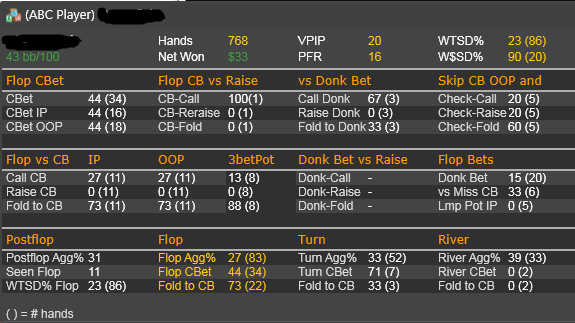 (ABC Player)
Hands 768 VPIP 20 WTSD% 23 (86)
43 bb/100 Net Won $33 PFR 16 W$SD% 90 (20)
Flop CBet Flop CB vs Raise vs Donk Bet Skip CB OOP and
CBet 44 (34) CB-Call 100(1) Call Donk 67 (3) Check-Call 20 (5)
CBet IP 44 (16) CB-Reraise 0 (1) Raise Donk 0 (3) Check-Raise 20 (5)
CBet OOP 44 (18) CB-Fold 0 (1) Fold to Donk 33 (3) Check-Fold 60 (5)
Flop vs CB IP OOP 3betPot Donk Bet vs Raise Flop Bets
Call CB 27 (11) 27 (11) 13 (8) Donk-Call - Donk Bet 15 (20)
Raise CB 0 (11) 0 (11) 0 (8) Donk-Raise - vs Miss CB 33 (6)
Fold to CB 73 (11) 73 (11) 88 (8) Donk-Fold - Lmp Pot IP 0 (5)
Postflop Flop Turn River
Postflop Agg% 31 Flop Agg% 27 (83) Turn Agg% 33 (52) River Agg% 39 (33)
Seen Flop 11 Flop CBet 44 (34) Turn CBet 71 (7) River CBet 0 (2)
WTSD% Flop 23 (86) Fold to CB 73 (22) Fold to CB 33 (3) Fold to CB 0 (2)
( ) = # hands